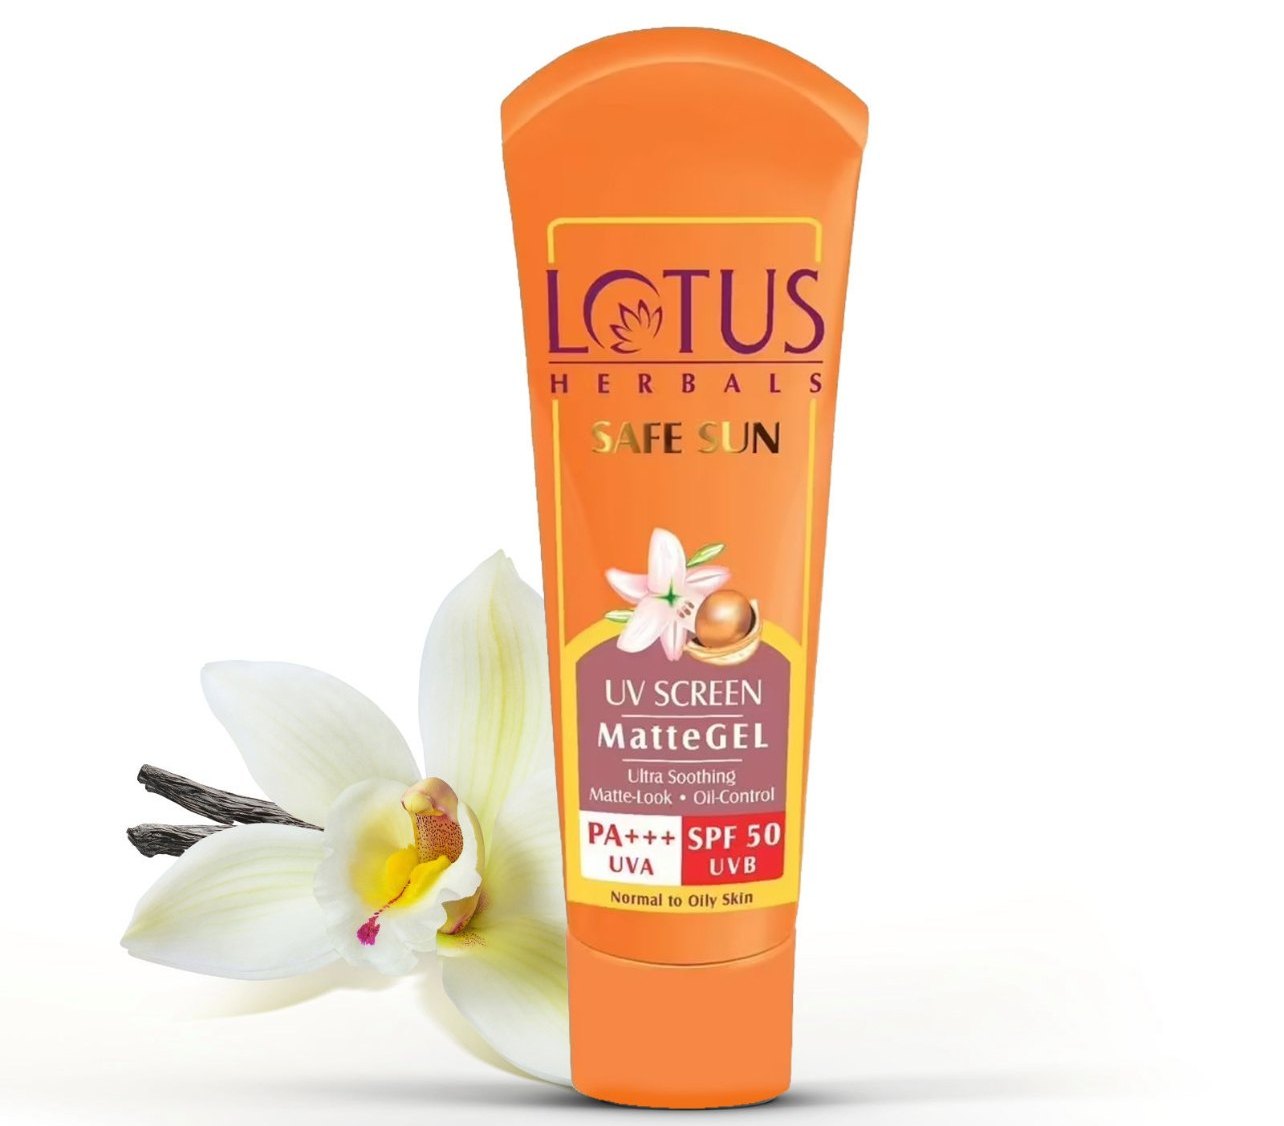 LOTUS
HERBALS
SAFE SUN
UV SCREEN
MatteGEL
Ultra Soothing
Matte-Look • Oil-Control
PA+++ SPF 50
UVA UVB
Normal to Oily Skin